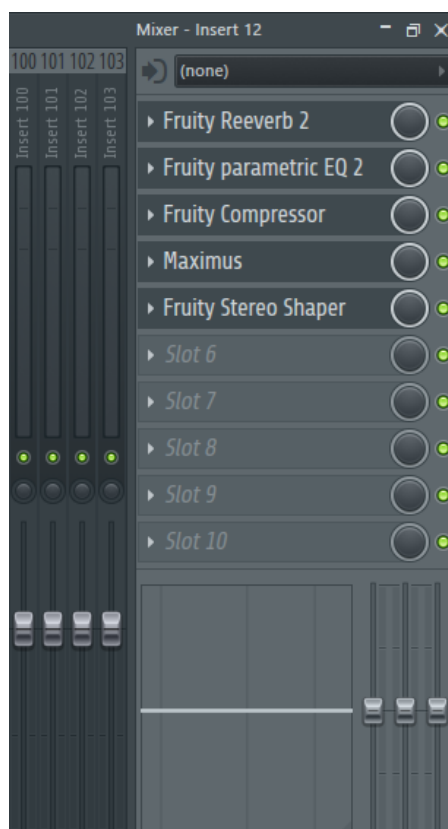 Mixer - Insert 12
100 101 102 103
(none)
Insert 100
Insert 101
Insert 102
Insert 103
Fruity Reeverb 2
Fruity parametric EQ 2
Fruity Compressor
Maximus
Fruity Stereo Shaper
Slot 6
Slot 7
Slot 8
Slot 9
Slot 10